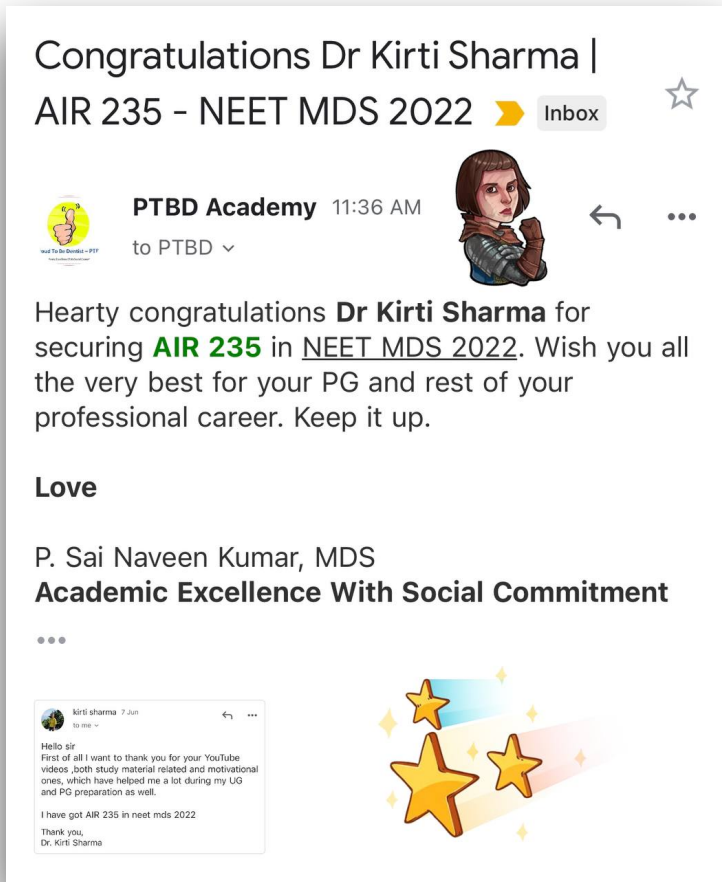 Congratulations Dr Kirti Sharma |
AIR 235 - NEET MDS 2022 Inbox
PTBD Academy 11:36 AM
to PTBD
Hearty congratulations Dr Kirti Sharma for
securing AIR 235 in NEET MDS 2022. Wish you all
the very best for your PG and rest of your
professional career. Keep it up.
Love
P. Sai Naveen Kumar, MDS
Academic Excellence With Social Commitment
kirti sharma 7 Jun
to me
Hello sir
First of all I want to thank you for your YouTube
videos ,both study material related and motivational
ones, which have helped me a lot during my UG
and PG preparation as well.
I have got AIR 235 in neet mds 2022
Thank you,
Dr. Kirti Sharma